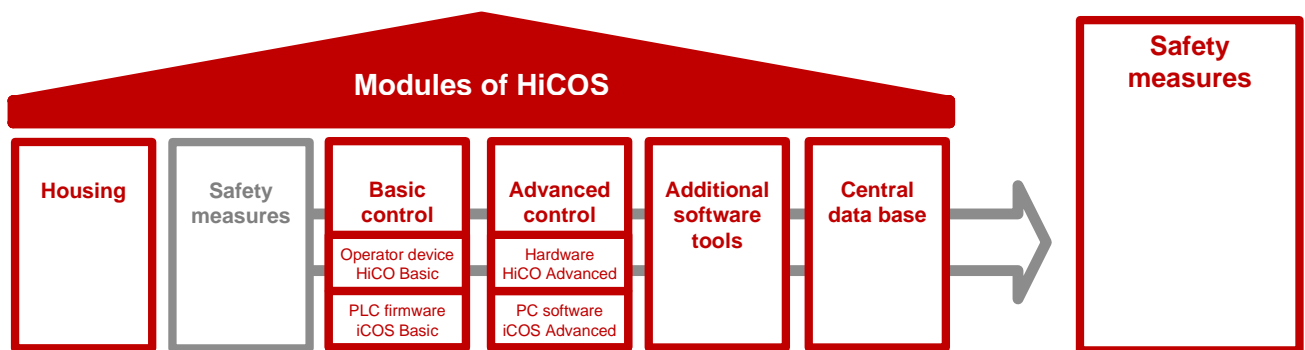 Modules of HiCOS
Housing
Safety
measures
Basic
control
Operator device
HiCO Basic
PLC firmware
iCOS Basic
Advanced
control
Hardware
HiCO Advanced
PC software
iCOS Advanced
Additional
software
tools
Central
data base
Safety
measures